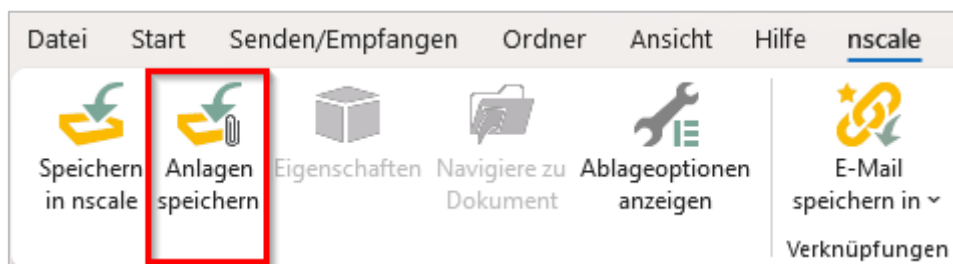 Datei Start Senden/Empfangen Ordner Ansicht Hilfe nscale
Speichern in nscale
Anlagen speichern
Eigenschaften
Navigiere zu Dokument
Ablageoptionen anzeigen
E-Mail speichern in
Verknüpfungen